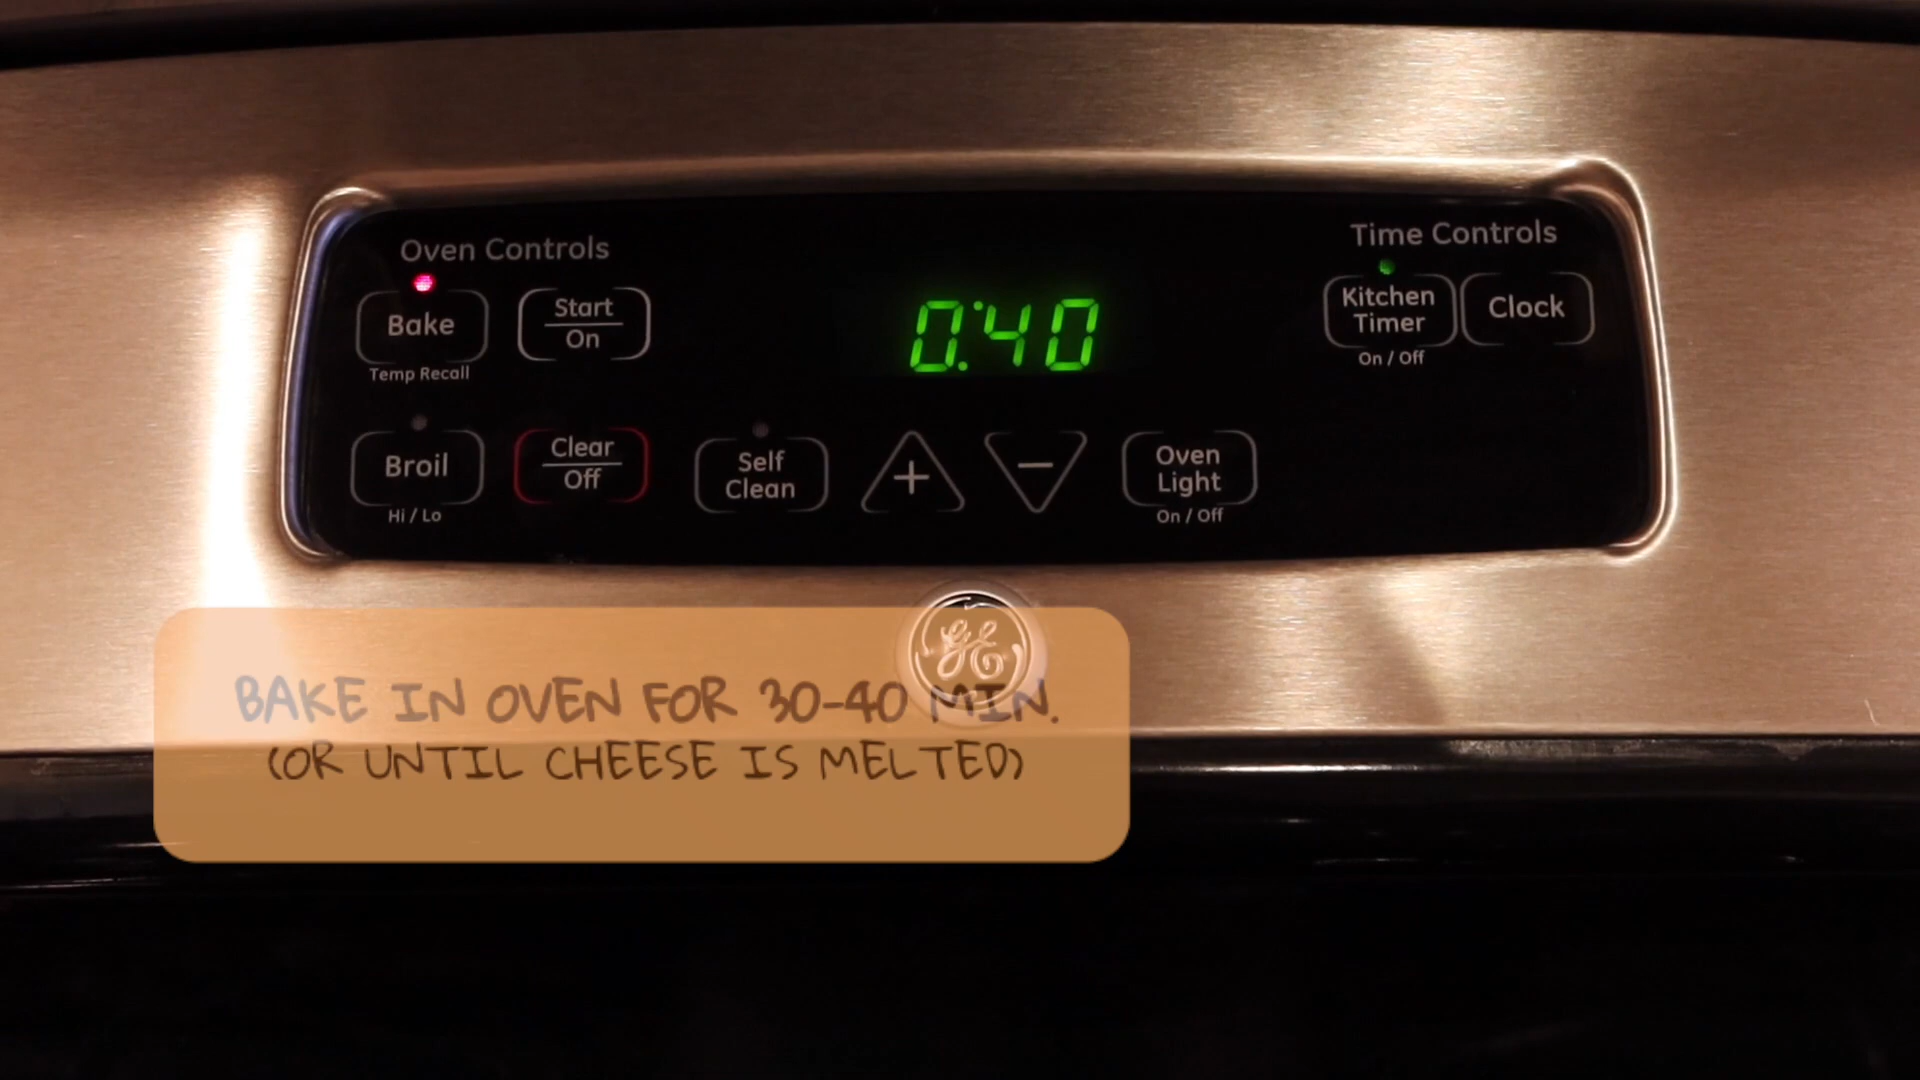 Oven Controls
Time Controls
Bake
Start
On
0:40
Kitchen
Timer
Clock
Temp Recall
On / Off
Broil
Clear
Off
Self
Clean
+
−
Oven
Light
Hi / Lo
On / Off
GE
BAKE IN OVEN FOR 30-40 MIN.
(OR UNTIL CHEESE IS MELTED)